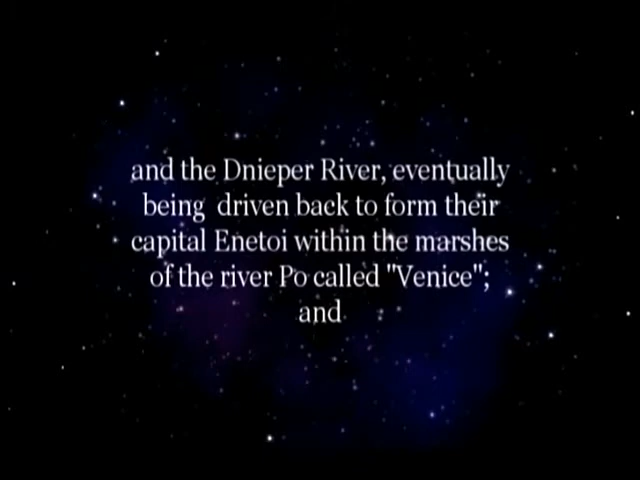 and the Dnieper River, eventually
being  driven back to form their
capital Enetoi within the marshes
of the river Po called "Venice";
and